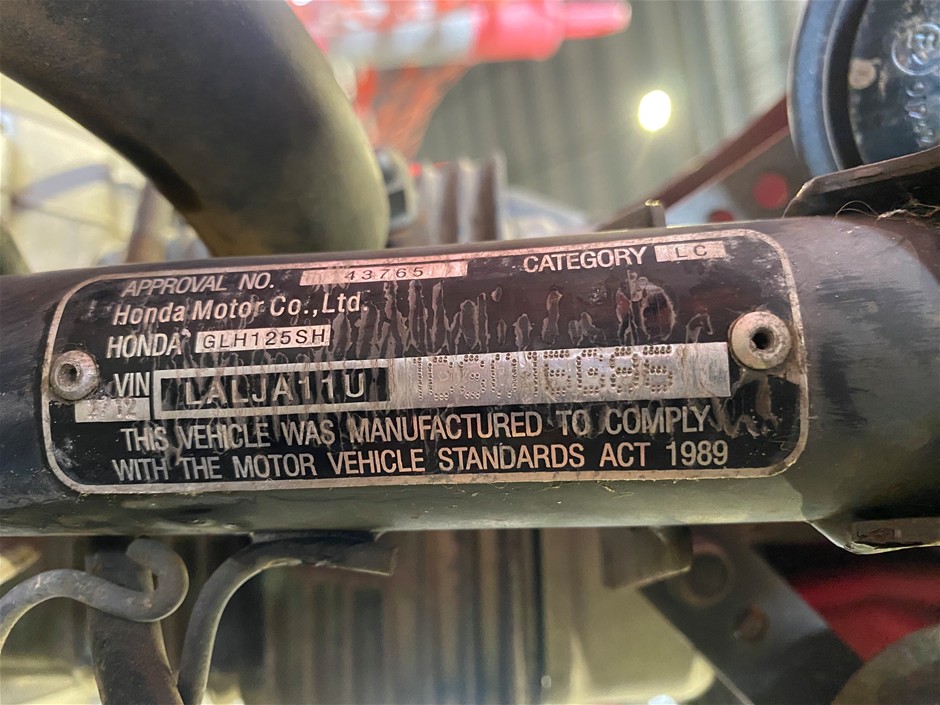 APPROVAL NO. 43765 CATEGORY LC
Honda Motor Co.,Ltd.
HONDA GLH125SH
VIN LALJA11U
THIS VEHICLE WAS MANUFACTURED TO COMPLY
WITH THE MOTOR VEHICLE STANDARDS ACT 1989